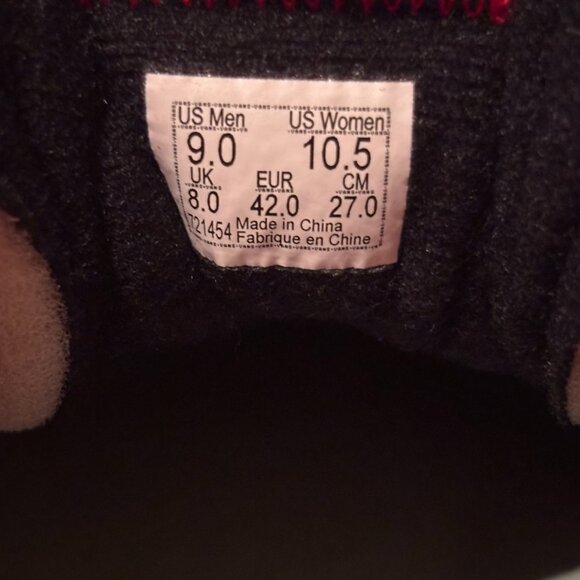 US Men US Women
9.0 10.5
UK EUR CM
8.0 42.0 27.0
721454 Made in China
Fabrique en Chine